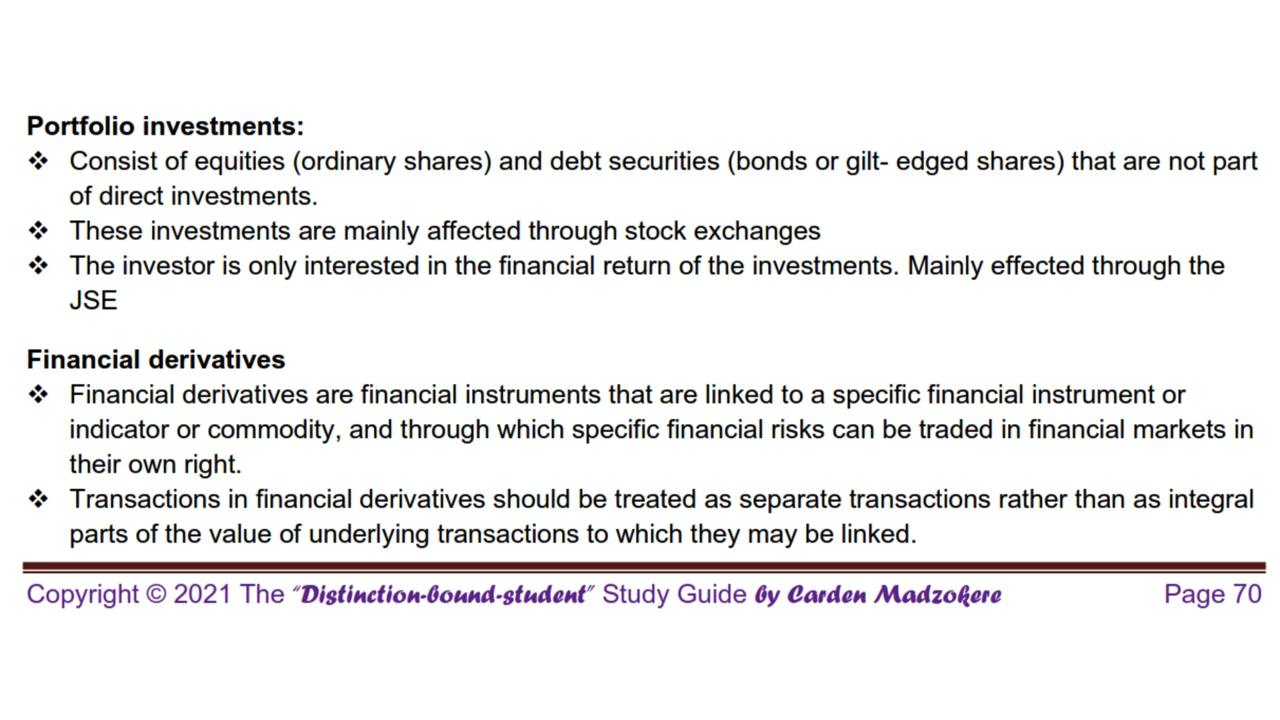 Portfolio investments:
❖ Consist of equities (ordinary shares) and debt securities (bonds or gilt- edged shares) that are not part
of direct investments.
❖ These investments are mainly affected through stock exchanges
❖ The investor is only interested in the financial return of the investments. Mainly effected through the
JSE
Financial derivatives
❖ Financial derivatives are financial instruments that are linked to a specific financial instrument or
indicator or commodity, and through which specific financial risks can be traded in financial markets in
their own right.
❖ Transactions in financial derivatives should be treated as separate transactions rather than as integral
parts of the value of underlying transactions to which they may be linked.
Copyright © 2021 The “Distinction-bound-student” Study Guide by Carden Madzokere Page 70